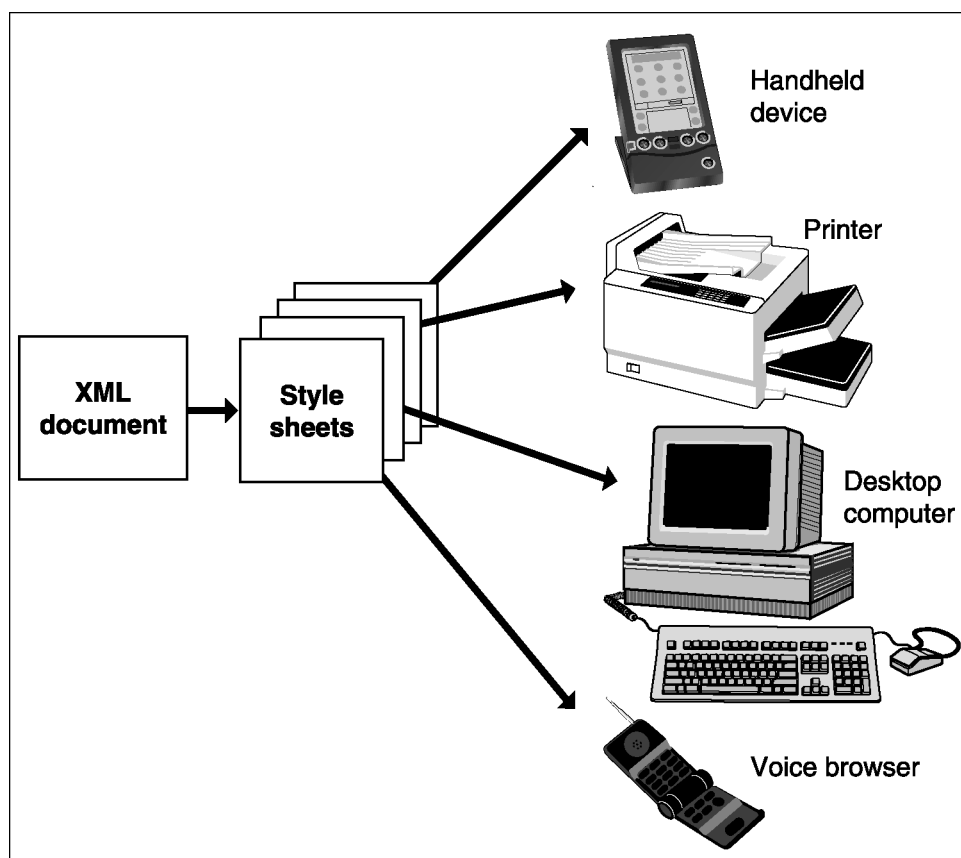 Handheld
device
Printer
XML
document
Style
sheets
Desktop
computer
Voice browser